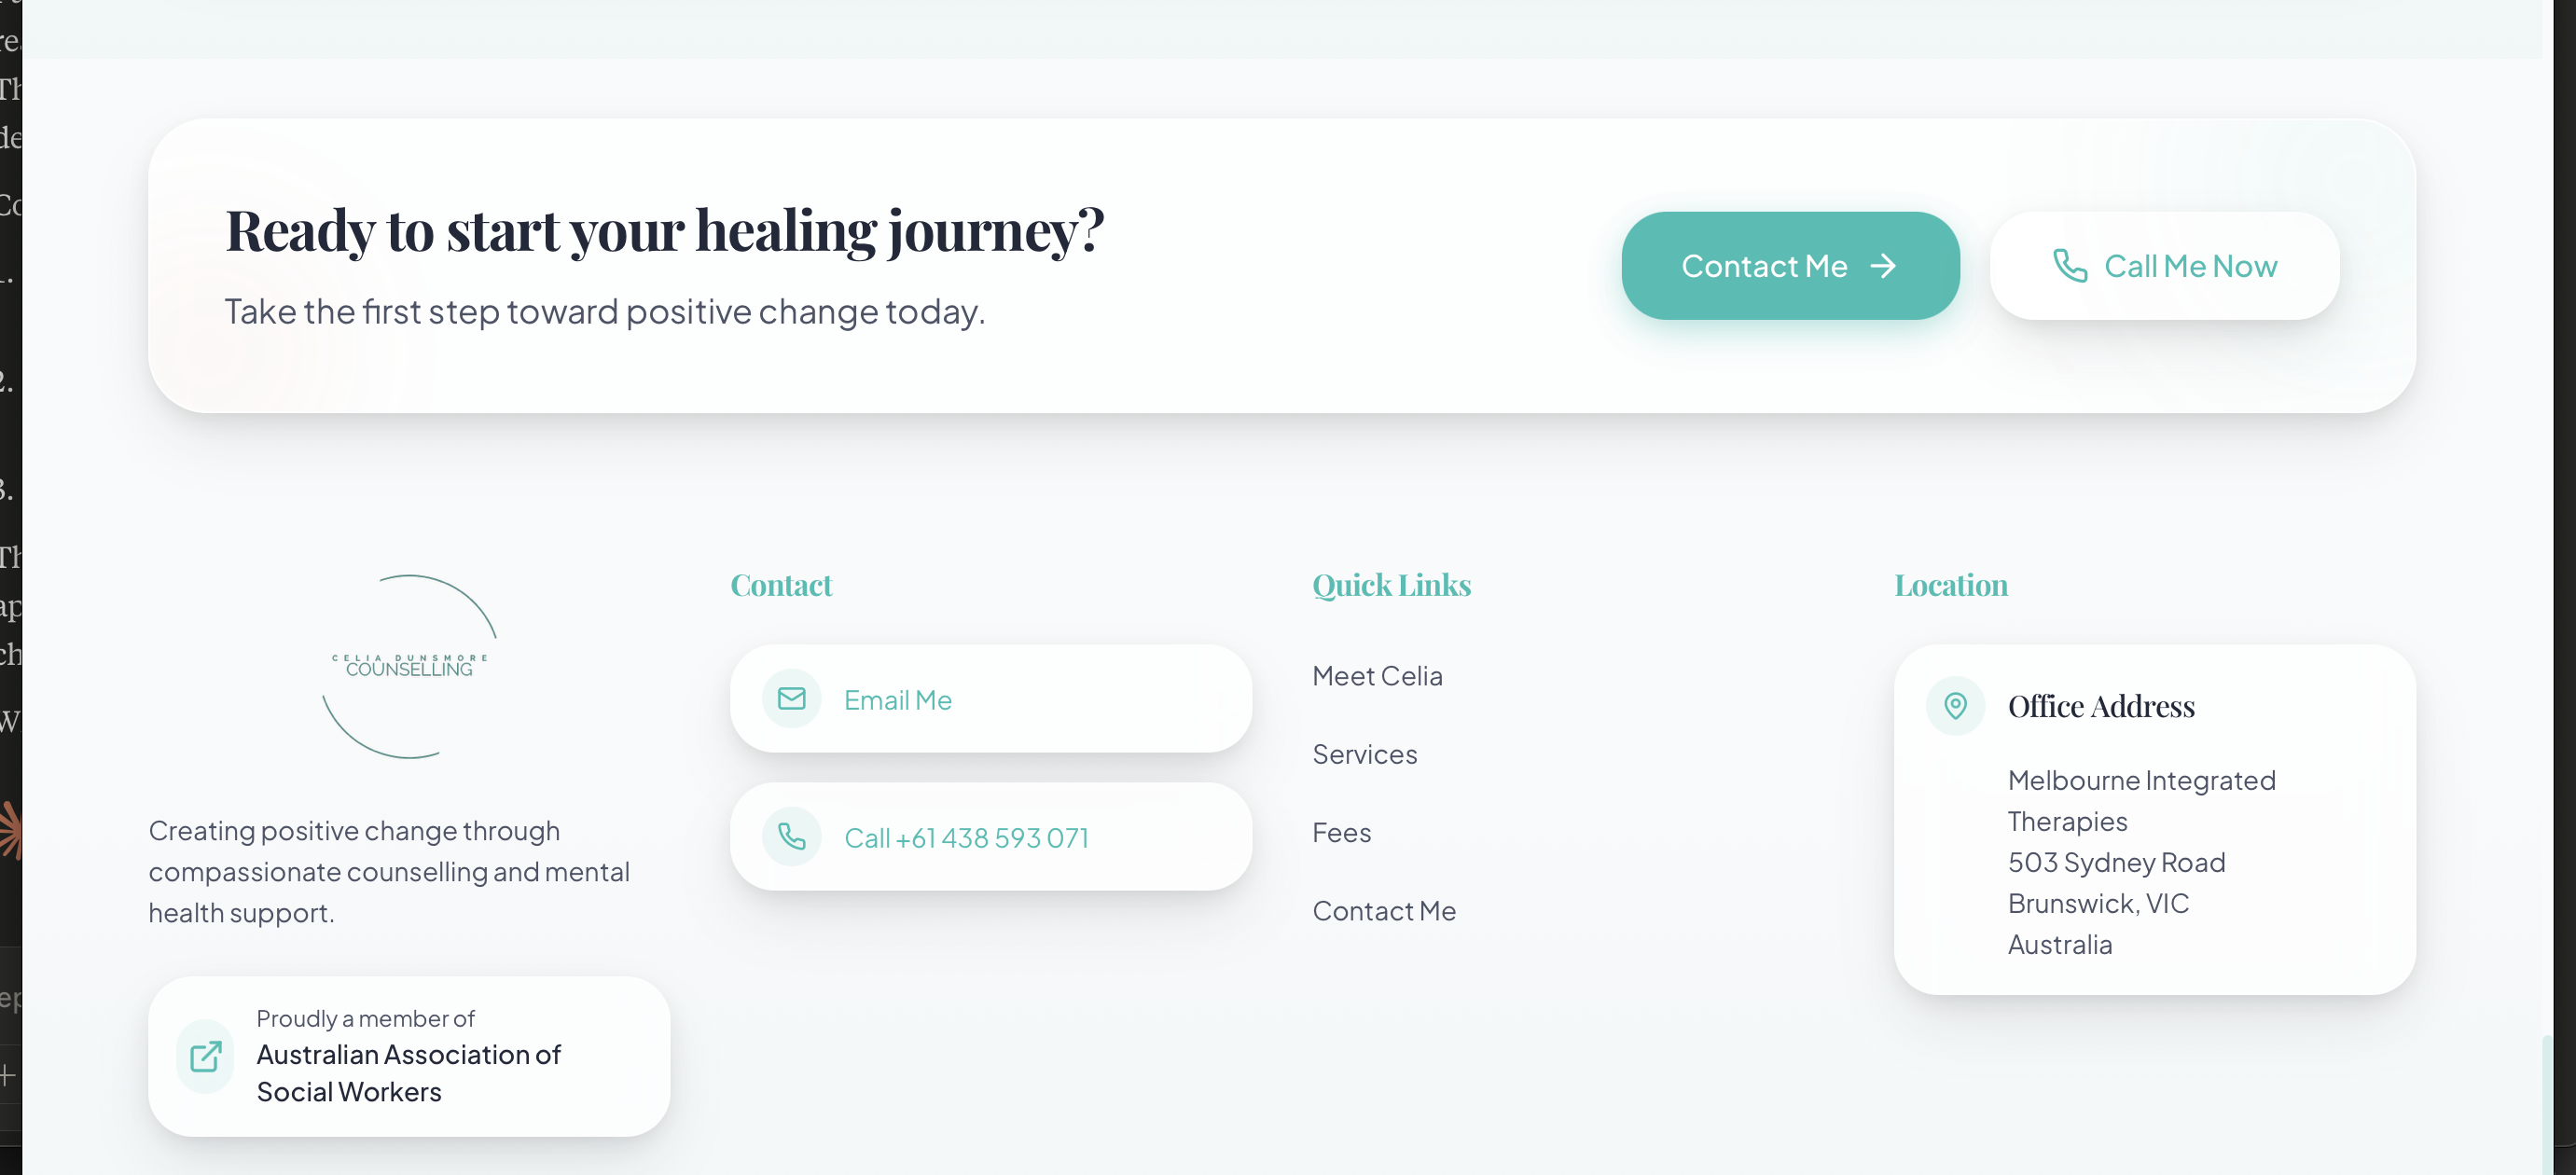 Ready to start your healing journey?
Take the first step toward positive change today.
Contact Me
Call Me Now
CELIA DUNSMORE
COUNSELLING
Creating positive change through
compassionate counselling and mental
health support.
Proudly a member of
Australian Association of
Social Workers
Contact
Email Me
Call +61 438 593 071
Quick Links
Meet Celia
Services
Fees
Contact Me
Location
Office Address
Melbourne Integrated
Therapies
503 Sydney Road
Brunswick, VIC
Australia